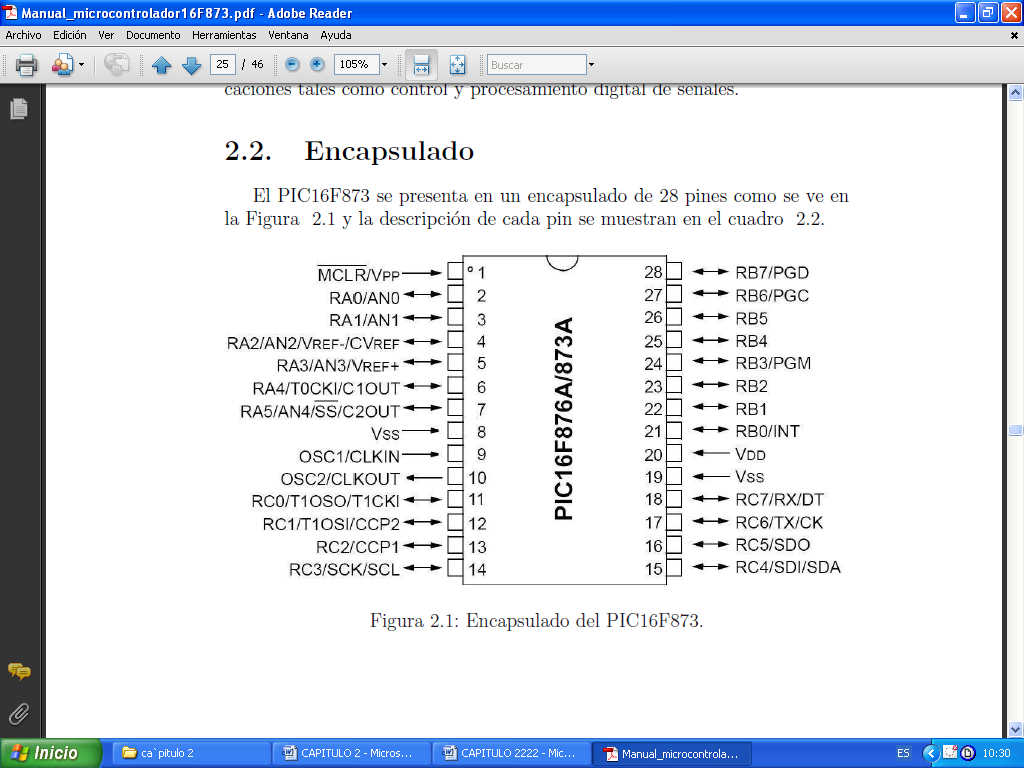 Manual_microcontrolador16F873.pdf - Adobe Reader
Archivo Edición Ver Documento Herramientas Ventana Ayuda
25 / 46 105% Buscar
caciones tales como control y procesamiento digital de señales.
2.2. Encapsulado
El PIC16F873 se presenta en un encapsulado de 28 pines como se ve en
la Figura 2.1 y la descripción de cada pin se muestran en el cuadro 2.2.
MCLR/VPP 1 28 RB7/PGD
RA0/AN0 2 27 RB6/PGC
RA1/AN1 3 26 RB5
RA2/AN2/VREF-/CVREF 4 25 RB4
RA3/AN3/VREF+ 5 24 RB3/PGM
RA4/T0CKI/C1OUT 6 23 RB2
RA5/AN4/SS/C2OUT 7 22 RB1
VSS 8 21 RB0/INT
OSC1/CLKIN 9 20 VDD
OSC2/CLKOUT 10 19 VSS
RC0/T1OSO/T1CKI 11 18 RC7/RX/DT
RC1/T1OSI/CCP2 12 17 RC6/TX/CK
RC2/CCP1 13 16 RC5/SDO
RC3/SCK/SCL 14 15 RC4/SDI/SDA
PIC16F876A/873A
Figura 2.1: Encapsulado del PIC16F873.
Inicio ca`pitulo 2 CAPITULO 2 - Micros... CAPITULO 2222 - Mic... Manual_microcontrola... ES 10:30